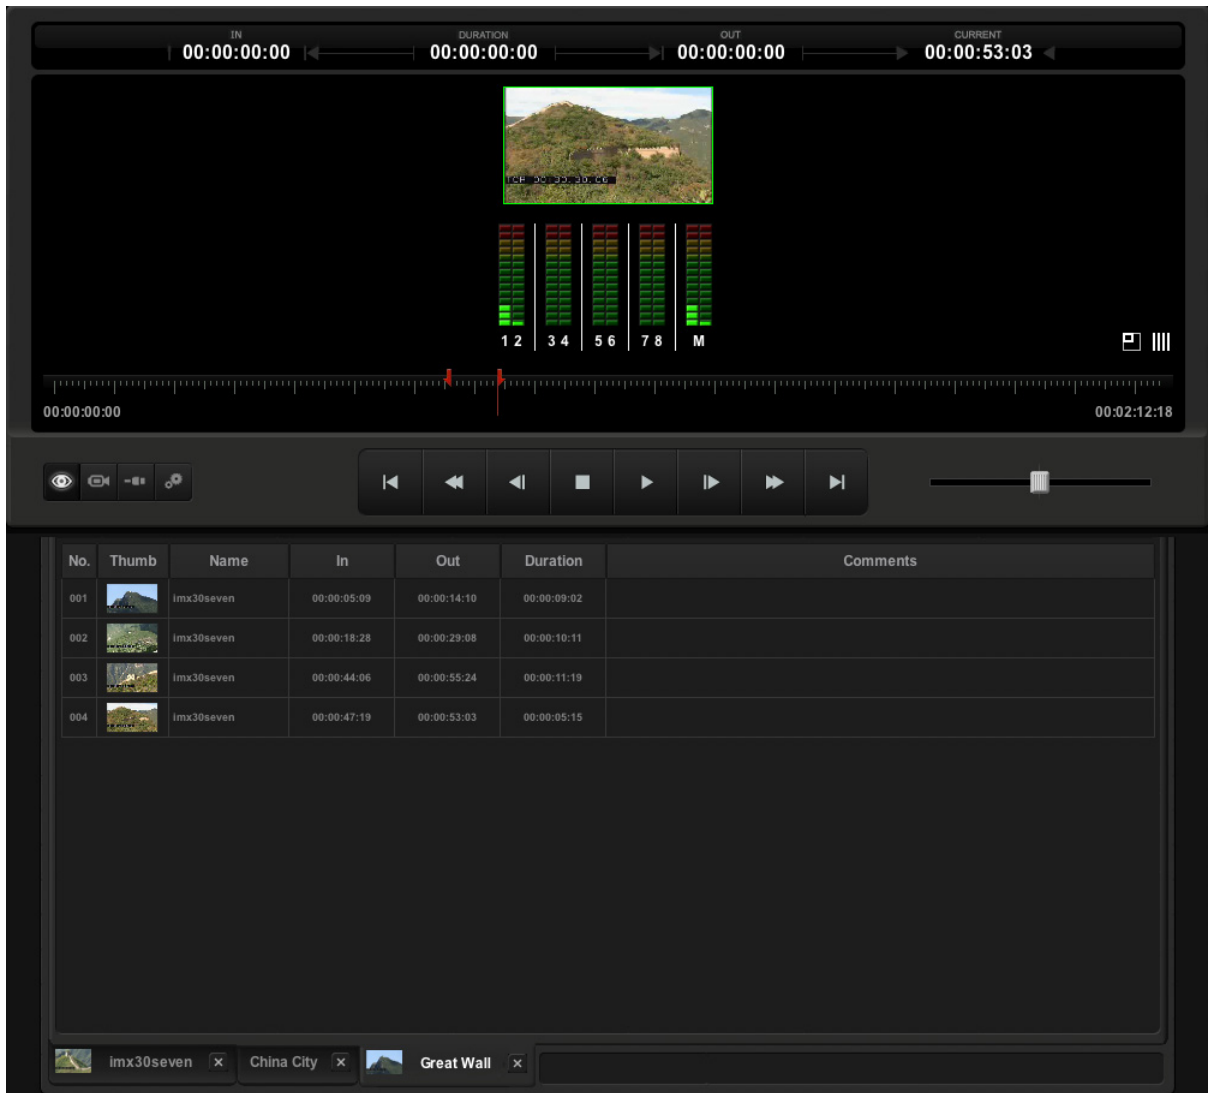 IN DURATION OUT CURRENT
00:00:00:00 00:00:00:00 00:00:00:00 00:00:53:03
1 2 3 4 5 6 7 8 M
00:00:00:00 00:02:12:18
No. Thumb Name In Out Duration Comments
001 imx30seven 00:00:05:09 00:00:14:10 00:00:09:02
002 imx30seven 00:00:18:28 00:00:29:08 00:00:10:11
003 imx30seven 00:00:44:06 00:00:55:24 00:00:11:19
004 imx30seven 00:00:47:19 00:00:53:03 00:00:05:15
imx30seven China City Great Wall